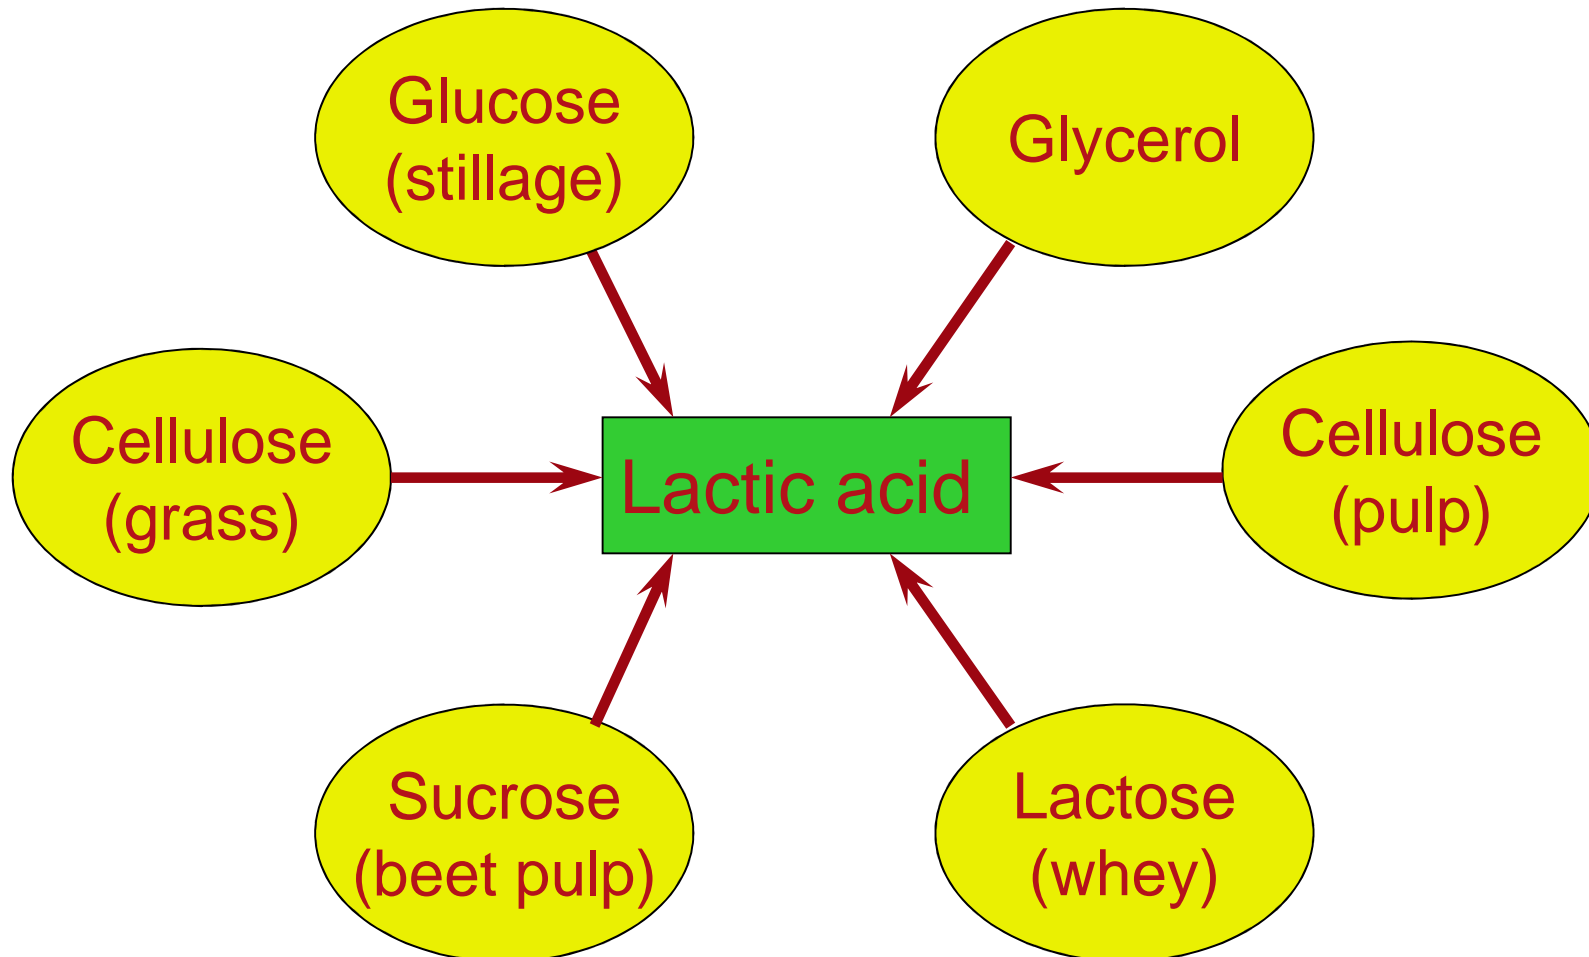 Glucose
(stillage)
Glycerol
Cellulose
(grass)
Lactic acid
Cellulose
(pulp)
Sucrose
(beet pulp)
Lactose
(whey)